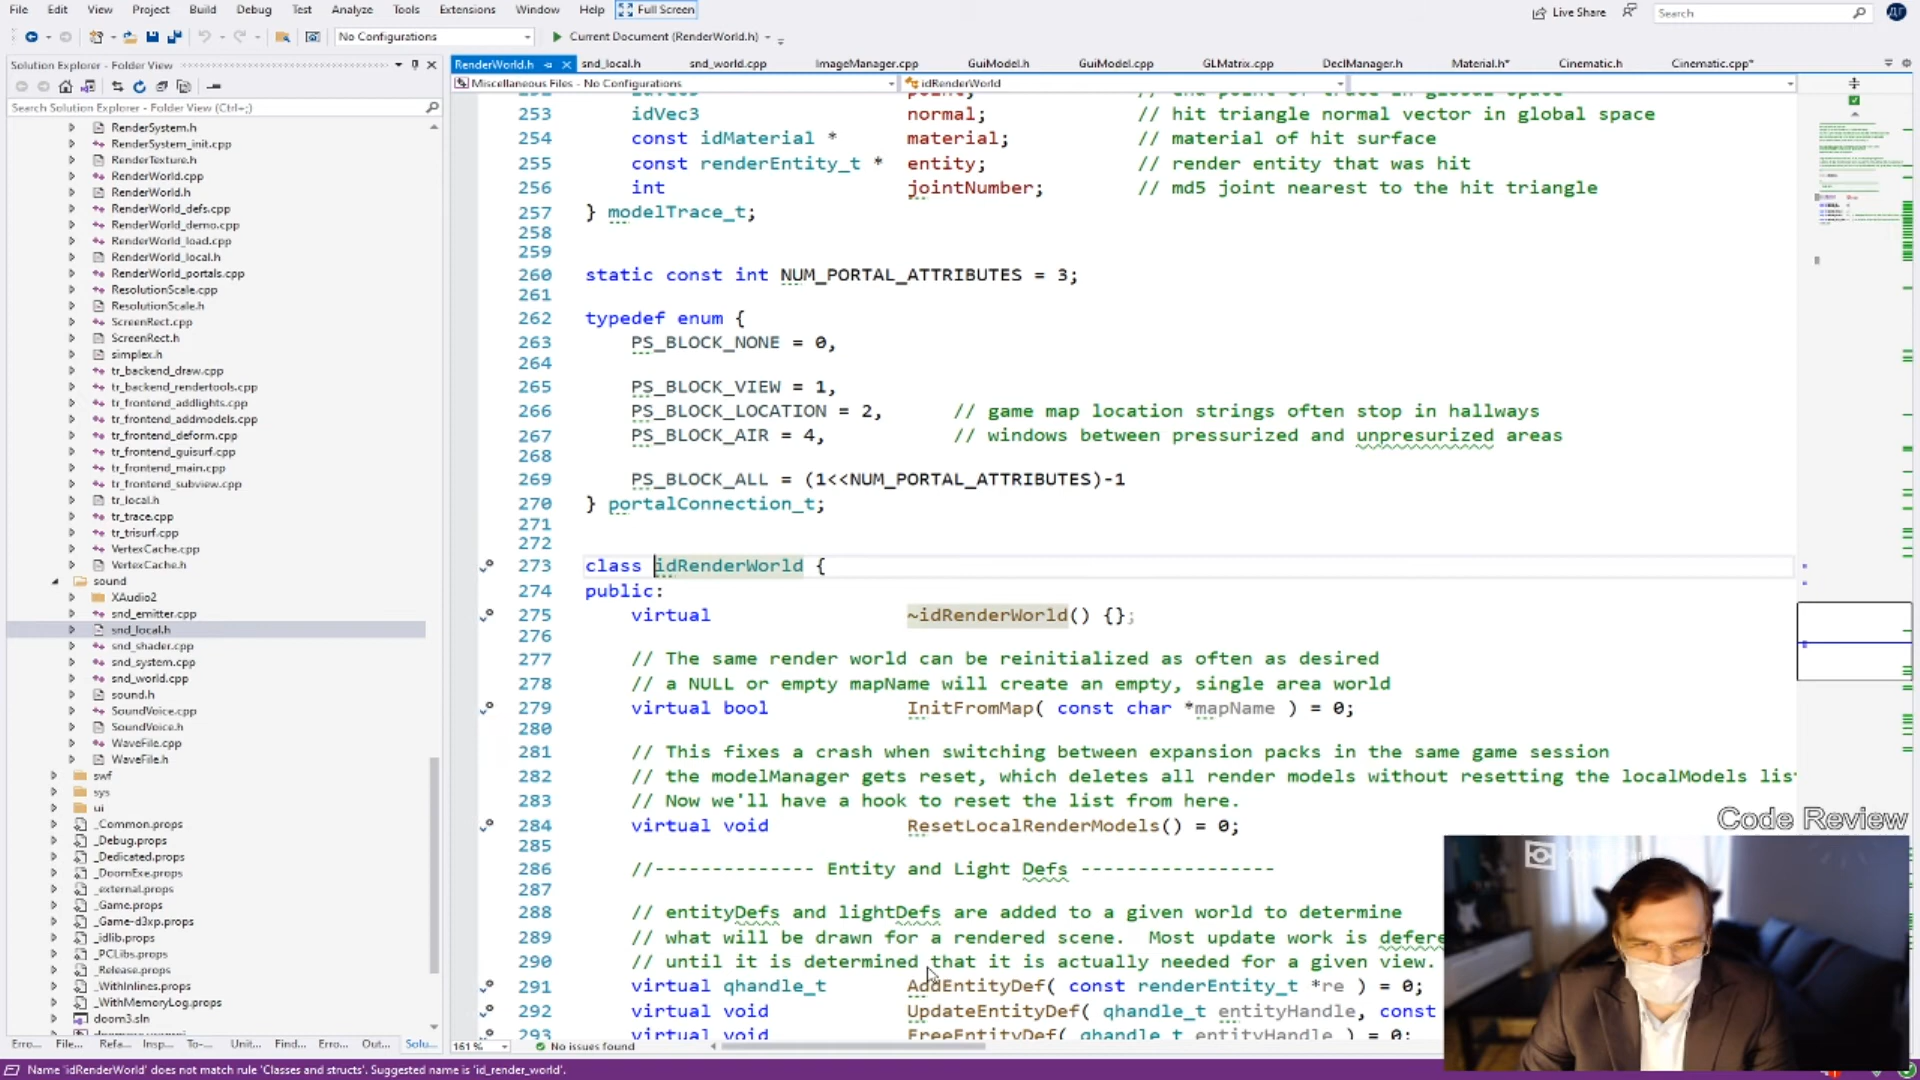 File Edit View Project Build Debug Test Analyze Tools Extensions Window Help Full Screen Live Share Search
No Configurations Current Document (RenderWorld.h)
Solution Explorer - Folder View
Search Solution Explorer - Folder View (Ctrl+;)
RenderSystem.h
RenderSystem_init.cpp
RenderTexture.h
RenderWorld.cpp
RenderWorld.h
RenderWorld_defs.cpp
RenderWorld_demo.cpp
RenderWorld_load.cpp
RenderWorld_local.h
RenderWorld_portals.cpp
ResolutionScale.cpp
ResolutionScale.h
ScreenRect.cpp
ScreenRect.h
simplex.h
tr_backend_draw.cpp
tr_backend_rendertools.cpp
tr_frontend_addlights.cpp
tr_frontend_addmodels.cpp
tr_frontend_deform.cpp
tr_frontend_guisurf.cpp
tr_frontend_main.cpp
tr_frontend_subview.cpp
tr_local.h
tr_trace.cpp
tr_trisurf.cpp
VertexCache.cpp
VertexCache.h
sound
XAudio2
snd_emitter.cpp
snd_local.h
snd_shader.cpp
snd_system.cpp
snd_world.cpp
sound.h
SoundVoice.cpp
SoundVoice.h
WaveFile.cpp
WaveFile.h
swf
sys
ui
_Common.props
_Debug.props
_Dedicated.props
_DoomExe.props
_external.props
_Game.props
_Game-d3xp.props
_idlib.props
_PCLibs.props
_Release.props
_WithInlines.props
_WithMemoryLog.props
doom3.sln
Erro... File... Refa... Insp... To-... Unit... Find... Erro... Out... Solu...
RenderWorld.h snd_local.h snd_world.cpp ImageManager.cpp GuiModel.h GuiModel.cpp GLMatrix.cpp DeclManager.h Material.h* Cinematic.h Cinematic.cpp*
Miscellaneous Files - No Configurations idRenderWorld
253 idVec3 normal; // hit triangle normal vector in global space
254 const idMaterial * material; // material of hit surface
255 const renderEntity_t * entity; // render entity that was hit
256 int jointNumber; // md5 joint nearest to the hit triangle
257 } modelTrace_t;
258
259
260 static const int NUM_PORTAL_ATTRIBUTES = 3;
261
262 typedef enum {
263 PS_BLOCK_NONE = 0,
264
265 PS_BLOCK_VIEW = 1,
266 PS_BLOCK_LOCATION = 2, // game map location strings often stop in hallways
267 PS_BLOCK_AIR = 4, // windows between pressurized and unpresurized areas
268
269 PS_BLOCK_ALL = (1<<NUM_PORTAL_ATTRIBUTES)-1
270 } portalConnection_t;
271
272
273 class idRenderWorld {
274 public:
275 virtual ~idRenderWorld() {};
276
277 // The same render world can be reinitialized as often as desired
278 // a NULL or empty mapName will create an empty, single area world
279 virtual bool InitFromMap( const char *mapName ) = 0;
280
281 // This fixes a crash when switching between expansion packs in the same game session
282 // the modelManager gets reset, which deletes all render models without resetting the localModels lis
283 // Now we'll have a hook to reset the list from here.
284 virtual void ResetLocalRenderModels() = 0;
285
286 //-------------- Entity and Light Defs -----------------
287
288 // entityDefs and lightDefs are added to a given world to determine
289 // what will be drawn for a rendered scene. Most update work is defere
290 // until it is determined that it is actually needed for a given view.
291 virtual qhandle_t AddEntityDef( const renderEntity_t *re ) = 0;
292 virtual void UpdateEntityDef( qhandle_t entityHandle, const
293 virtual void FreeEntityDef( qhandle_t entityHandle ) = 0;
161 % No issues found
Code Review
Name 'idRenderWorld' does not match rule 'Classes and structs'. Suggested name is 'id_render_world'.